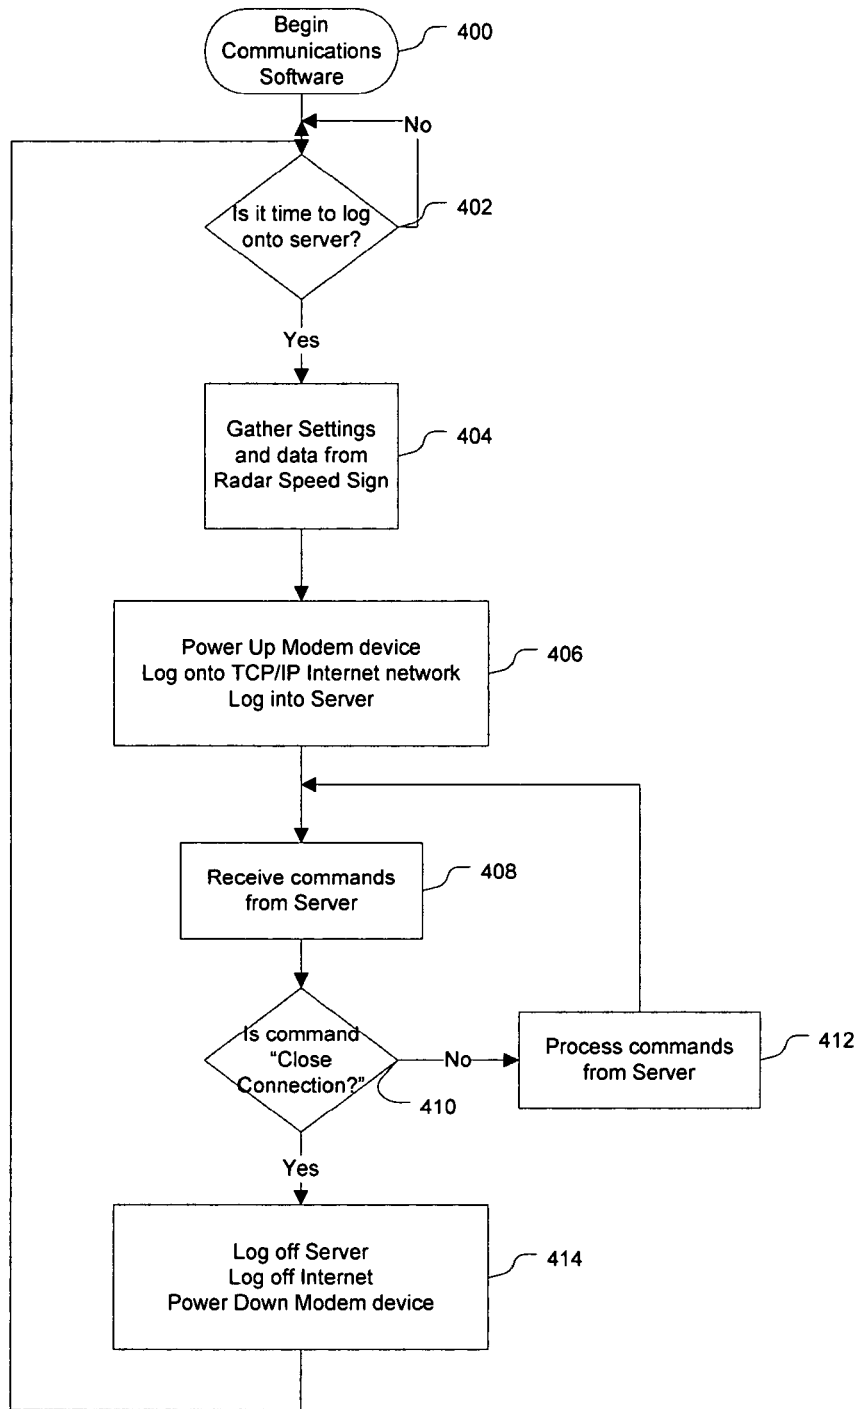 Begin
Communications
Software
400
No
Is it time to log
onto server?
402
Yes
Gather Settings
and data from
Radar Speed Sign
404
Power Up Modem device
Log onto TCP/IP Internet network
Log into Server
406
Receive commands
from Server
408
Is command
“Close
Connection?”
410
No
Process commands
from Server
412
Yes
Log off Server
Log off Internet
Power Down Modem device
414